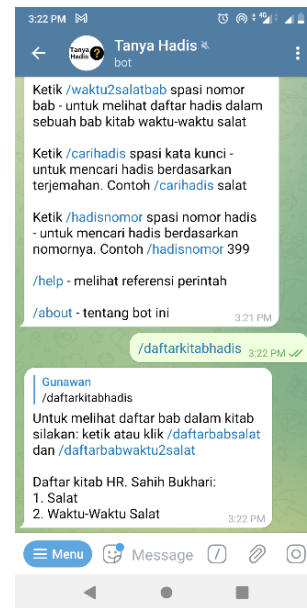 3:22 PM
4G
Tanya Hadis
Tanya
Hadis
bot
Ketik /waktu2salatbab spasi nomor
bab - untuk melihat daftar hadis dalam
sebuah bab kitab waktu-waktu salat
Ketik /carihadis spasi kata kunci -
untuk mencari hadis berdasarkan
terjemahan. Contoh /carihadis salat
Ketik /hadisnomor spasi nomor hadis
- untuk mencari hadis berdasarkan
nomornya. Contoh /hadisnomor 399
/help - melihat referensi perintah
/about - tentang bot ini
3:21 PM
/daftarkitabhadis 3:22 PM
Gunawan
/daftarkitabhadis
Untuk melihat daftar bab dalam kitab
silakan: ketik atau klik /daftarbabsalat
dan /daftarbabwaktu2salat
Daftar kitab HR. Sahih Bukhari:
1. Salat
2. Waktu-Waktu Salat
3:22 PM
Menu
Message